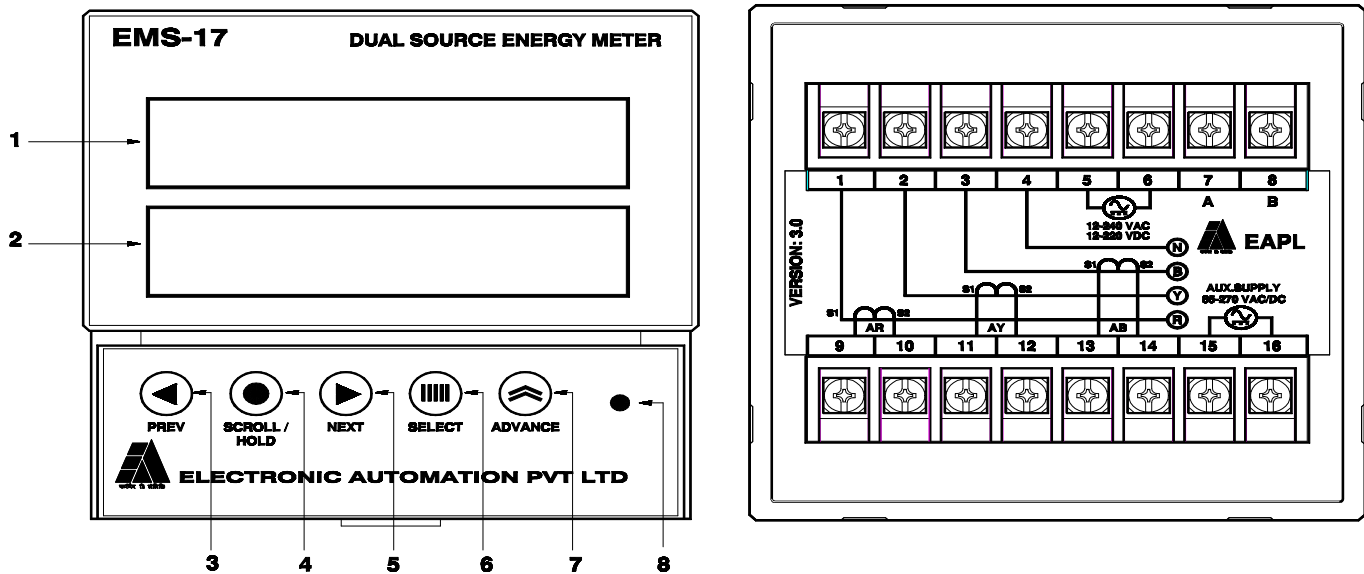 EMS-17 DUAL SOURCE ENERGY METER
1
2
PREV SCROLL / HOLD NEXT SELECT ADVANCE
ELECTRONIC AUTOMATION PVT LTD
3 4 5 6 7 8
1 2 3 4 5 6 7 8
A B
12-240 VAC
12-220 VDC
VERSION: 3.0
N
EAPL
S1 S2
B
AUX.SUPPLY
S1 S2
Y
85-270 VAC/DC
S1 S2
R
AR AY AB
9 10 11 12 13 14 15 16